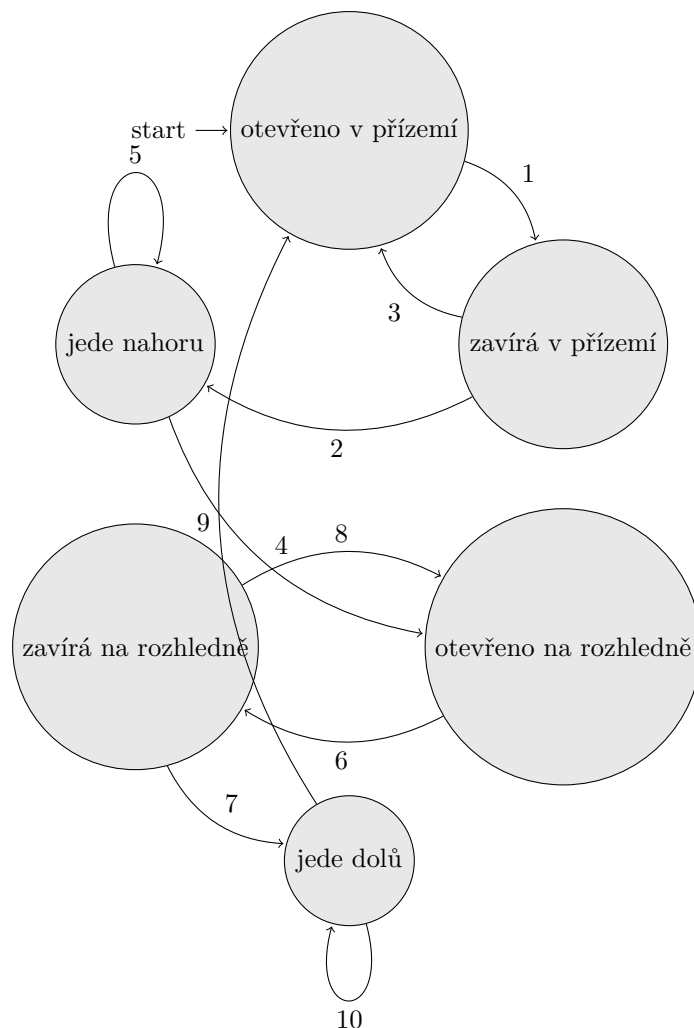 start
otevřeno v přízemí
5
1
3
jede nahoru
zavírá v přízemí
2
9
4
8
zavírá na rozhledně
otevřeno na rozhledně
6
7
jede dolů
10